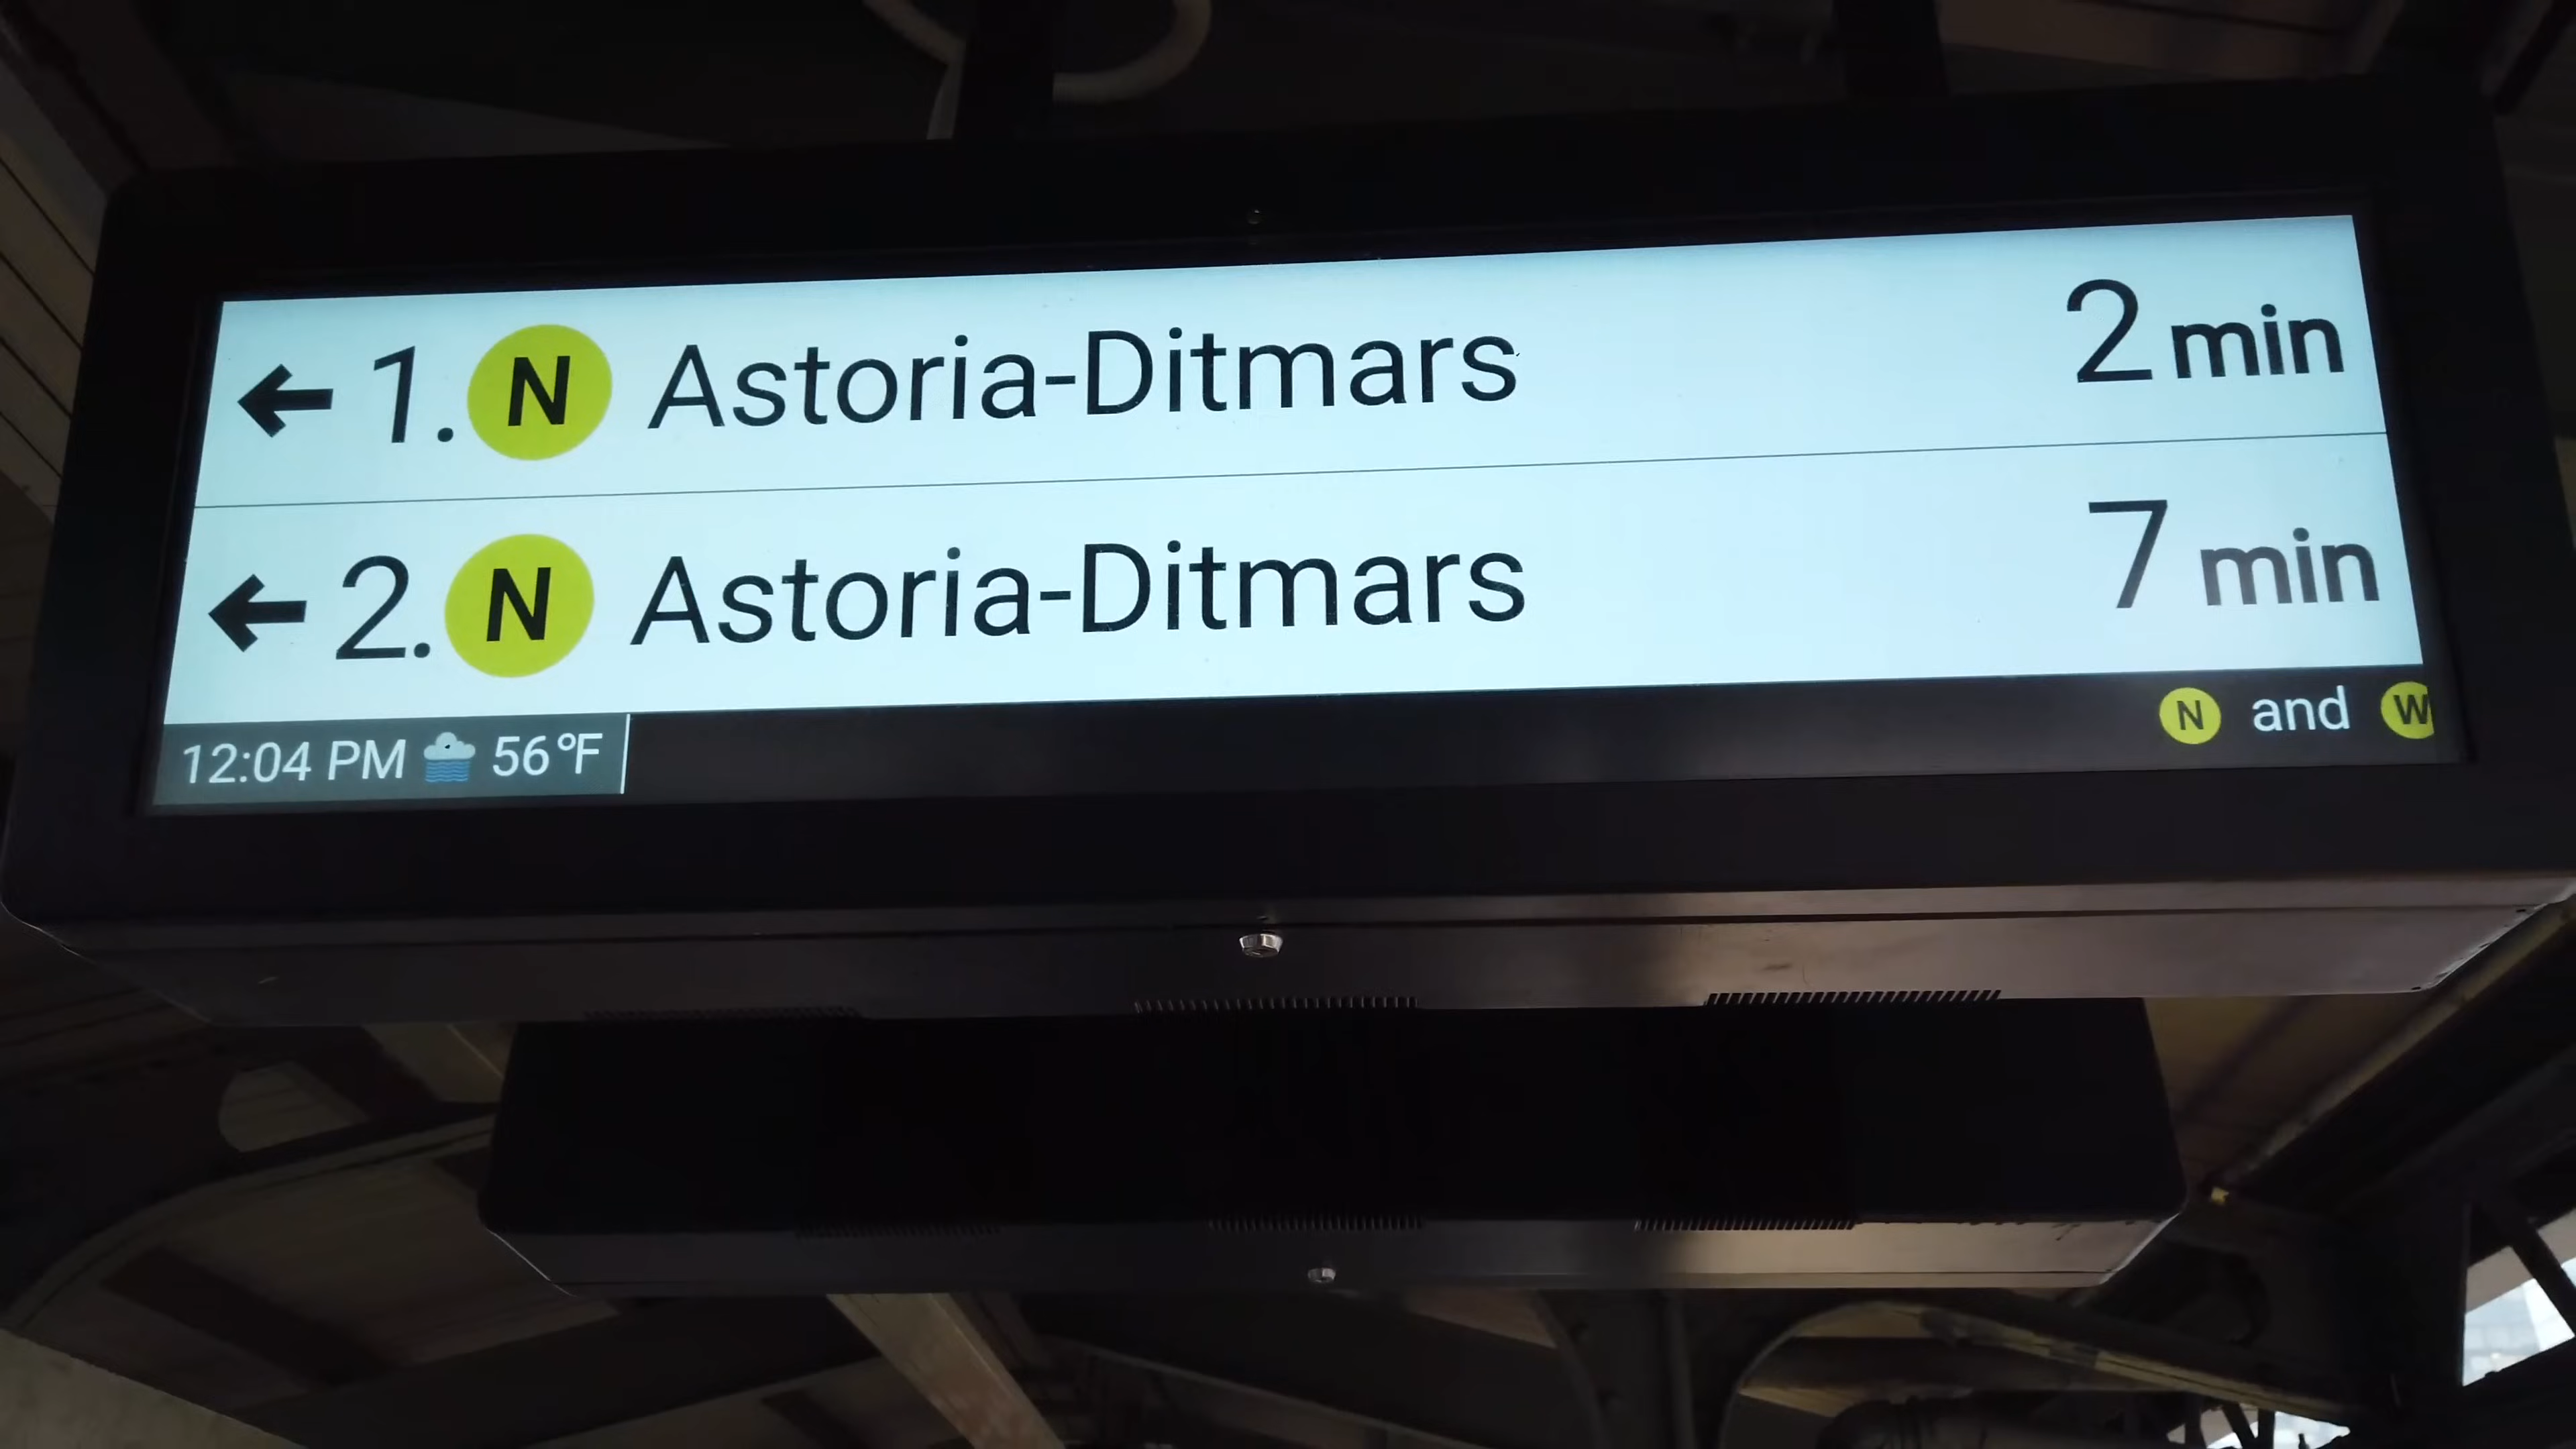 ← 1. N Astoria-Ditmars 2 min
← 2. N Astoria-Ditmars 7 min
12:04 PM 56°F N and W